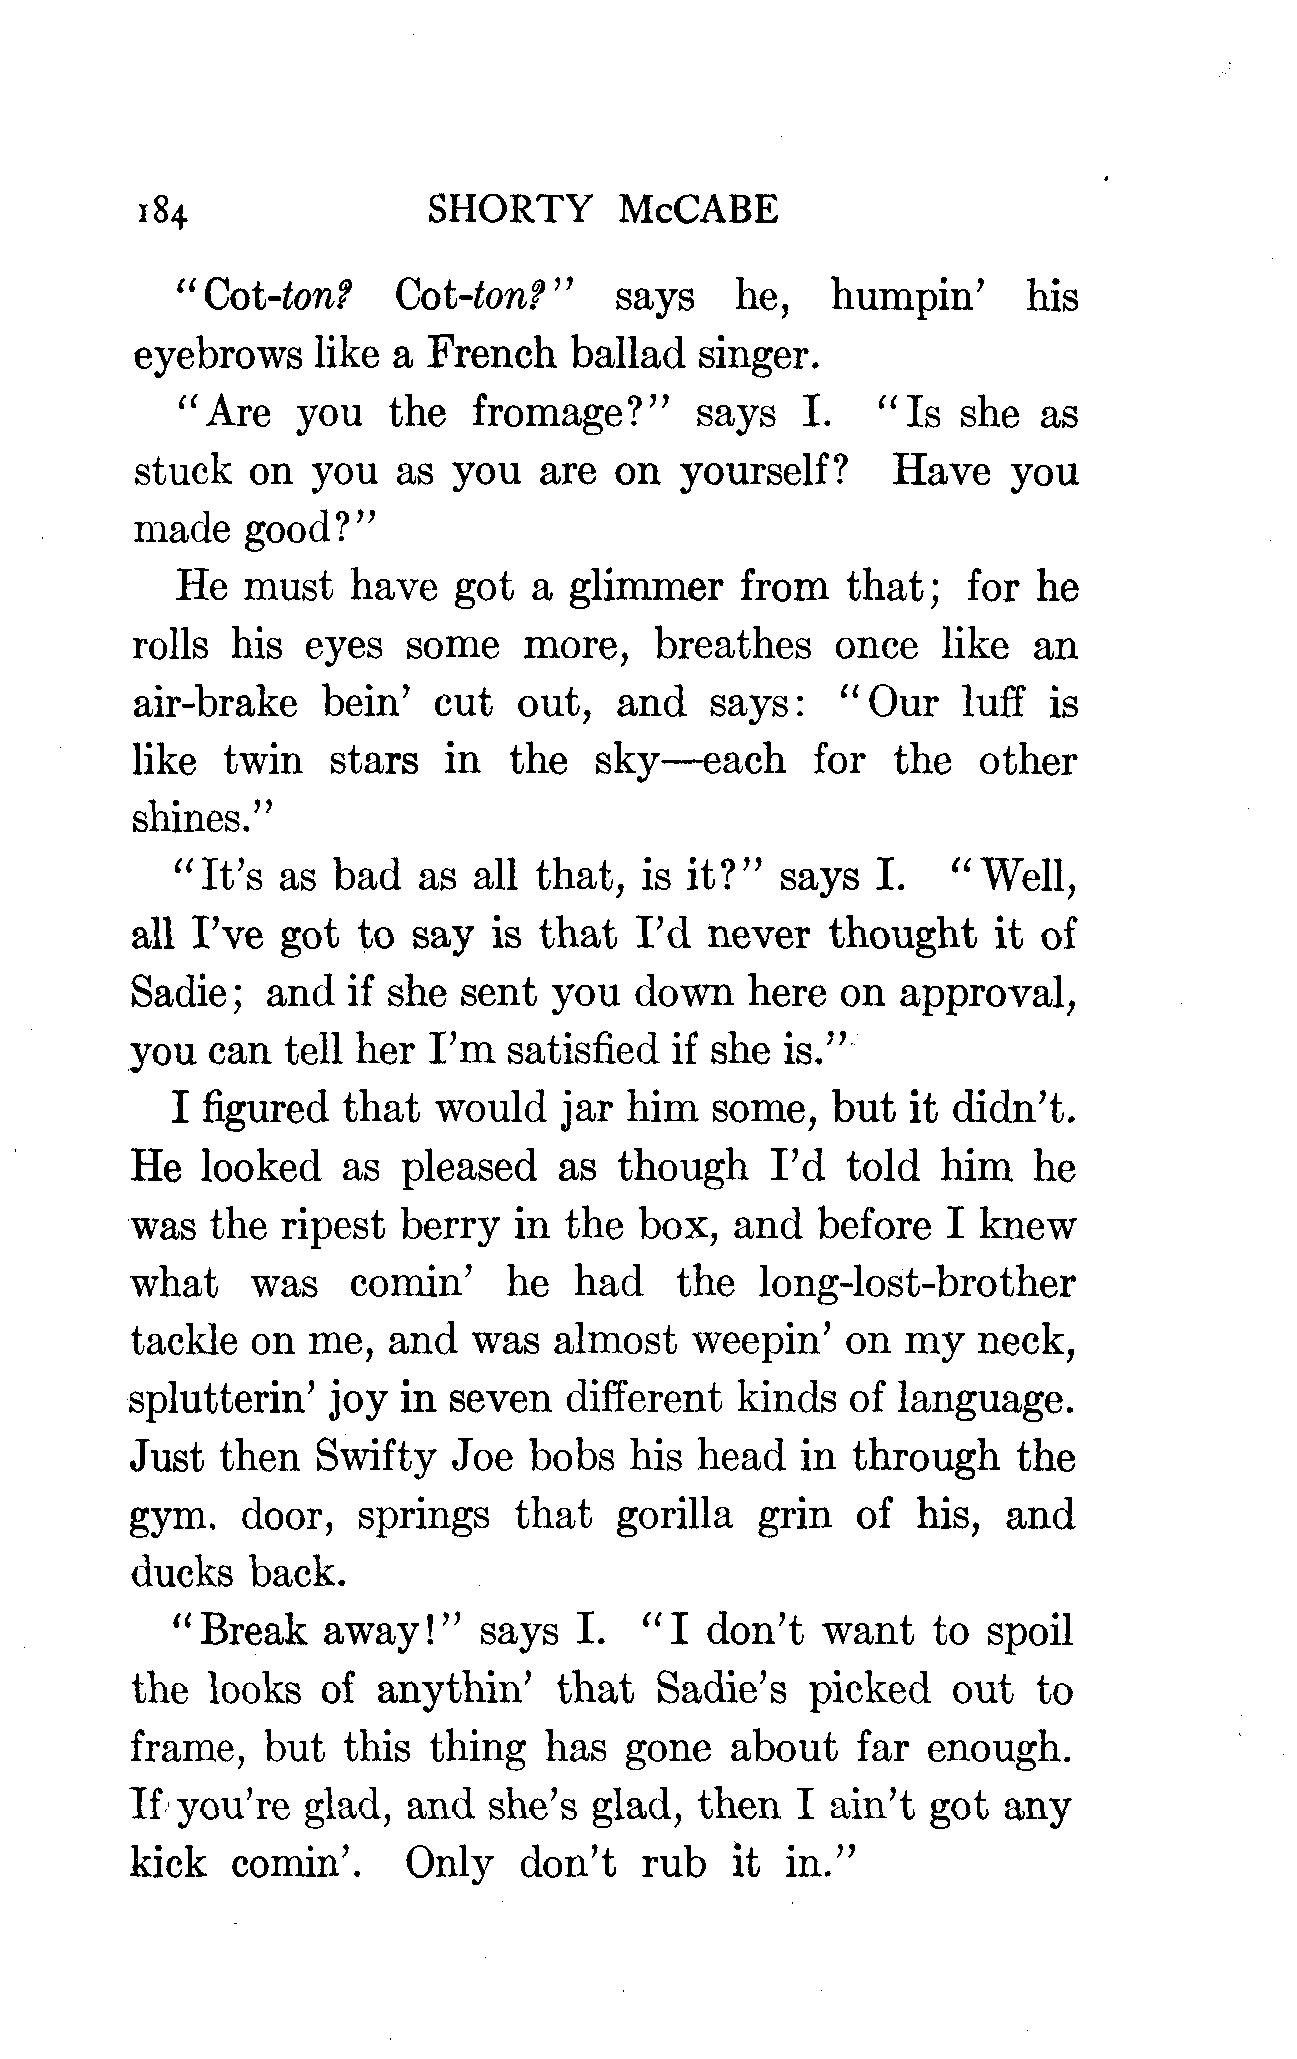 184 SHORTY McCABE
"Cot-ton? Cot-ton?" says he, humpin' his
eyebrows like a French ballad singer.
"Are you the fromage?" says I. "Is she as
stuck on you as you are on yourself? Have you
made good?"
He must have got a glimmer from that; for he
rolls his eyes some more, breathes once like an
air-brake bein' cut out, and says: "Our luff is
like twin stars in the sky—each for the other
shines."
"It's as bad as all that, is it?" says I. "Well,
all I've got to say is that I'd never thought it of
Sadie; and if she sent you down here on approval,
you can tell her I'm satisfied if she is."
I figured that would jar him some, but it didn't.
He looked as pleased as though I'd told him he
was the ripest berry in the box, and before I knew
what was comin' he had the long-lost-brother
tackle on me, and was almost weepin' on my neck,
splutterin' joy in seven different kinds of language.
Just then Swifty Joe bobs his head in through the
gym. door, springs that gorilla grin of his, and
ducks back.
"Break away!" says I. "I don't want to spoil
the looks of anythin' that Sadie's picked out to
frame, but this thing has gone about far enough.
If you're glad, and she's glad, then I ain't got any
kick comin'. Only don't rub it in."